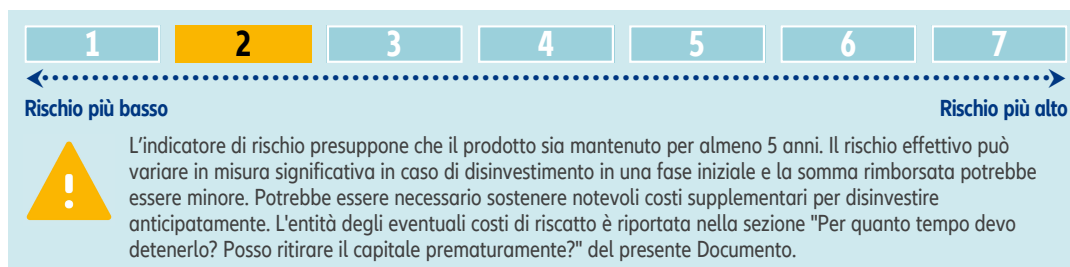 1 2 3 4 5 6 7
Rischio più basso Rischio più alto
L'indicatore di rischio presuppone che il prodotto sia mantenuto per almeno 5 anni. Il rischio effettivo può
variare in misura significativa in caso di disinvestimento in una fase iniziale e la somma rimborsata potrebbe
essere minore. Potrebbe essere necessario sostenere notevoli costi supplementari per disinvestire
anticipatamente. L'entità degli eventuali costi di riscatto è riportata nella sezione "Per quanto tempo devo
detenerlo? Posso ritirare il capitale prematuramente?" del presente Documento.